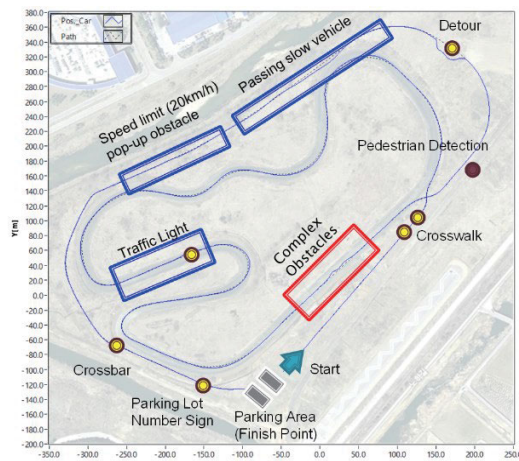 Pos._Car
Path
Detour
Passing slow vehicle
Speed limit (20km/h)
pop-up obstacle
Pedestrian Detection
Traffic Light
Complex
Obstacles
Crosswalk
Start
Crossbar
Parking Lot
Number Sign
Parking Area
(Finish Point)
Y[m]
380.0
360.0
340.0
320.0
300.0
280.0
260.0
240.0
220.0
200.0
180.0
160.0
140.0
120.0
100.0
80.0
60.0
40.0
20.0
0.0
-20.0
-40.0
-60.0
-80.0
-100.0
-120.0
-140.0
-160.0
-180.0
-200.0
-350.0 -300.0 -250.0 -200.0 -150.0 -100.0 -50.0 0.0 50.0 100.0 150.0 200.0 250.0